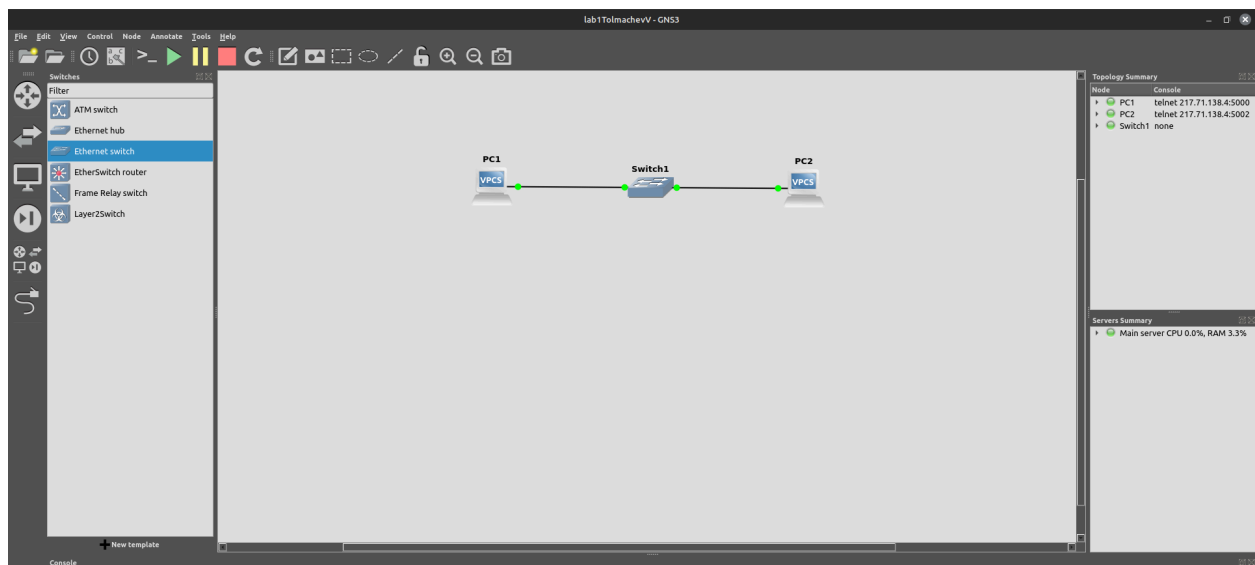 lab1TolmachevV - GNS3
File Edit View Control Node Annotate Tools Help
Switches
Filter
ATM switch
Ethernet hub
Ethernet switch
EtherSwitch router
Frame Relay switch
Layer2Switch
New template
PC1
VPCS
Switch1
PC2
VPCS
Topology Summary
Node Console
PC1 telnet 217.71.138.4:5000
PC2 telnet 217.71.138.4:5002
Switch1 none
Servers Summary
Main server CPU 0.0%, RAM 3.3%
Console